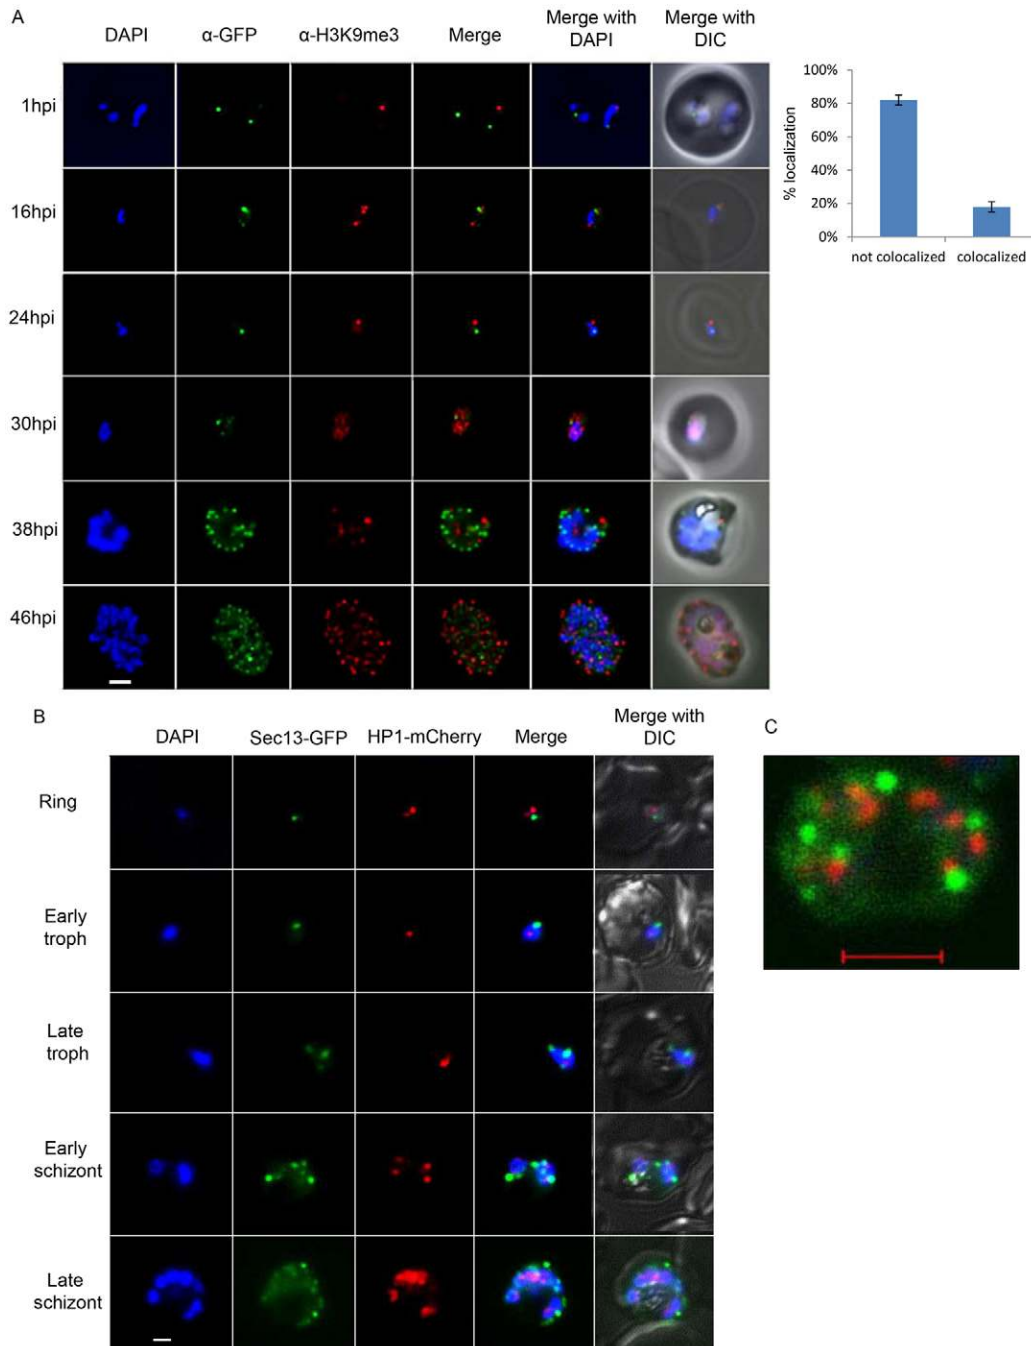 A
DAPI
α-GFP
α-H3K9me3
Merge
Merge with
DAPI
Merge with
DIC
1hpi
16hpi
24hpi
30hpi
38hpi
46hpi
% localization
100%
80%
60%
40%
20%
0%
not colocalized
colocalized
B
DAPI
Sec13-GFP
HP1-mCherry
Merge
Merge with
DIC
Ring
Early
troph
Late
troph
Early
schizont
Late
schizont
C